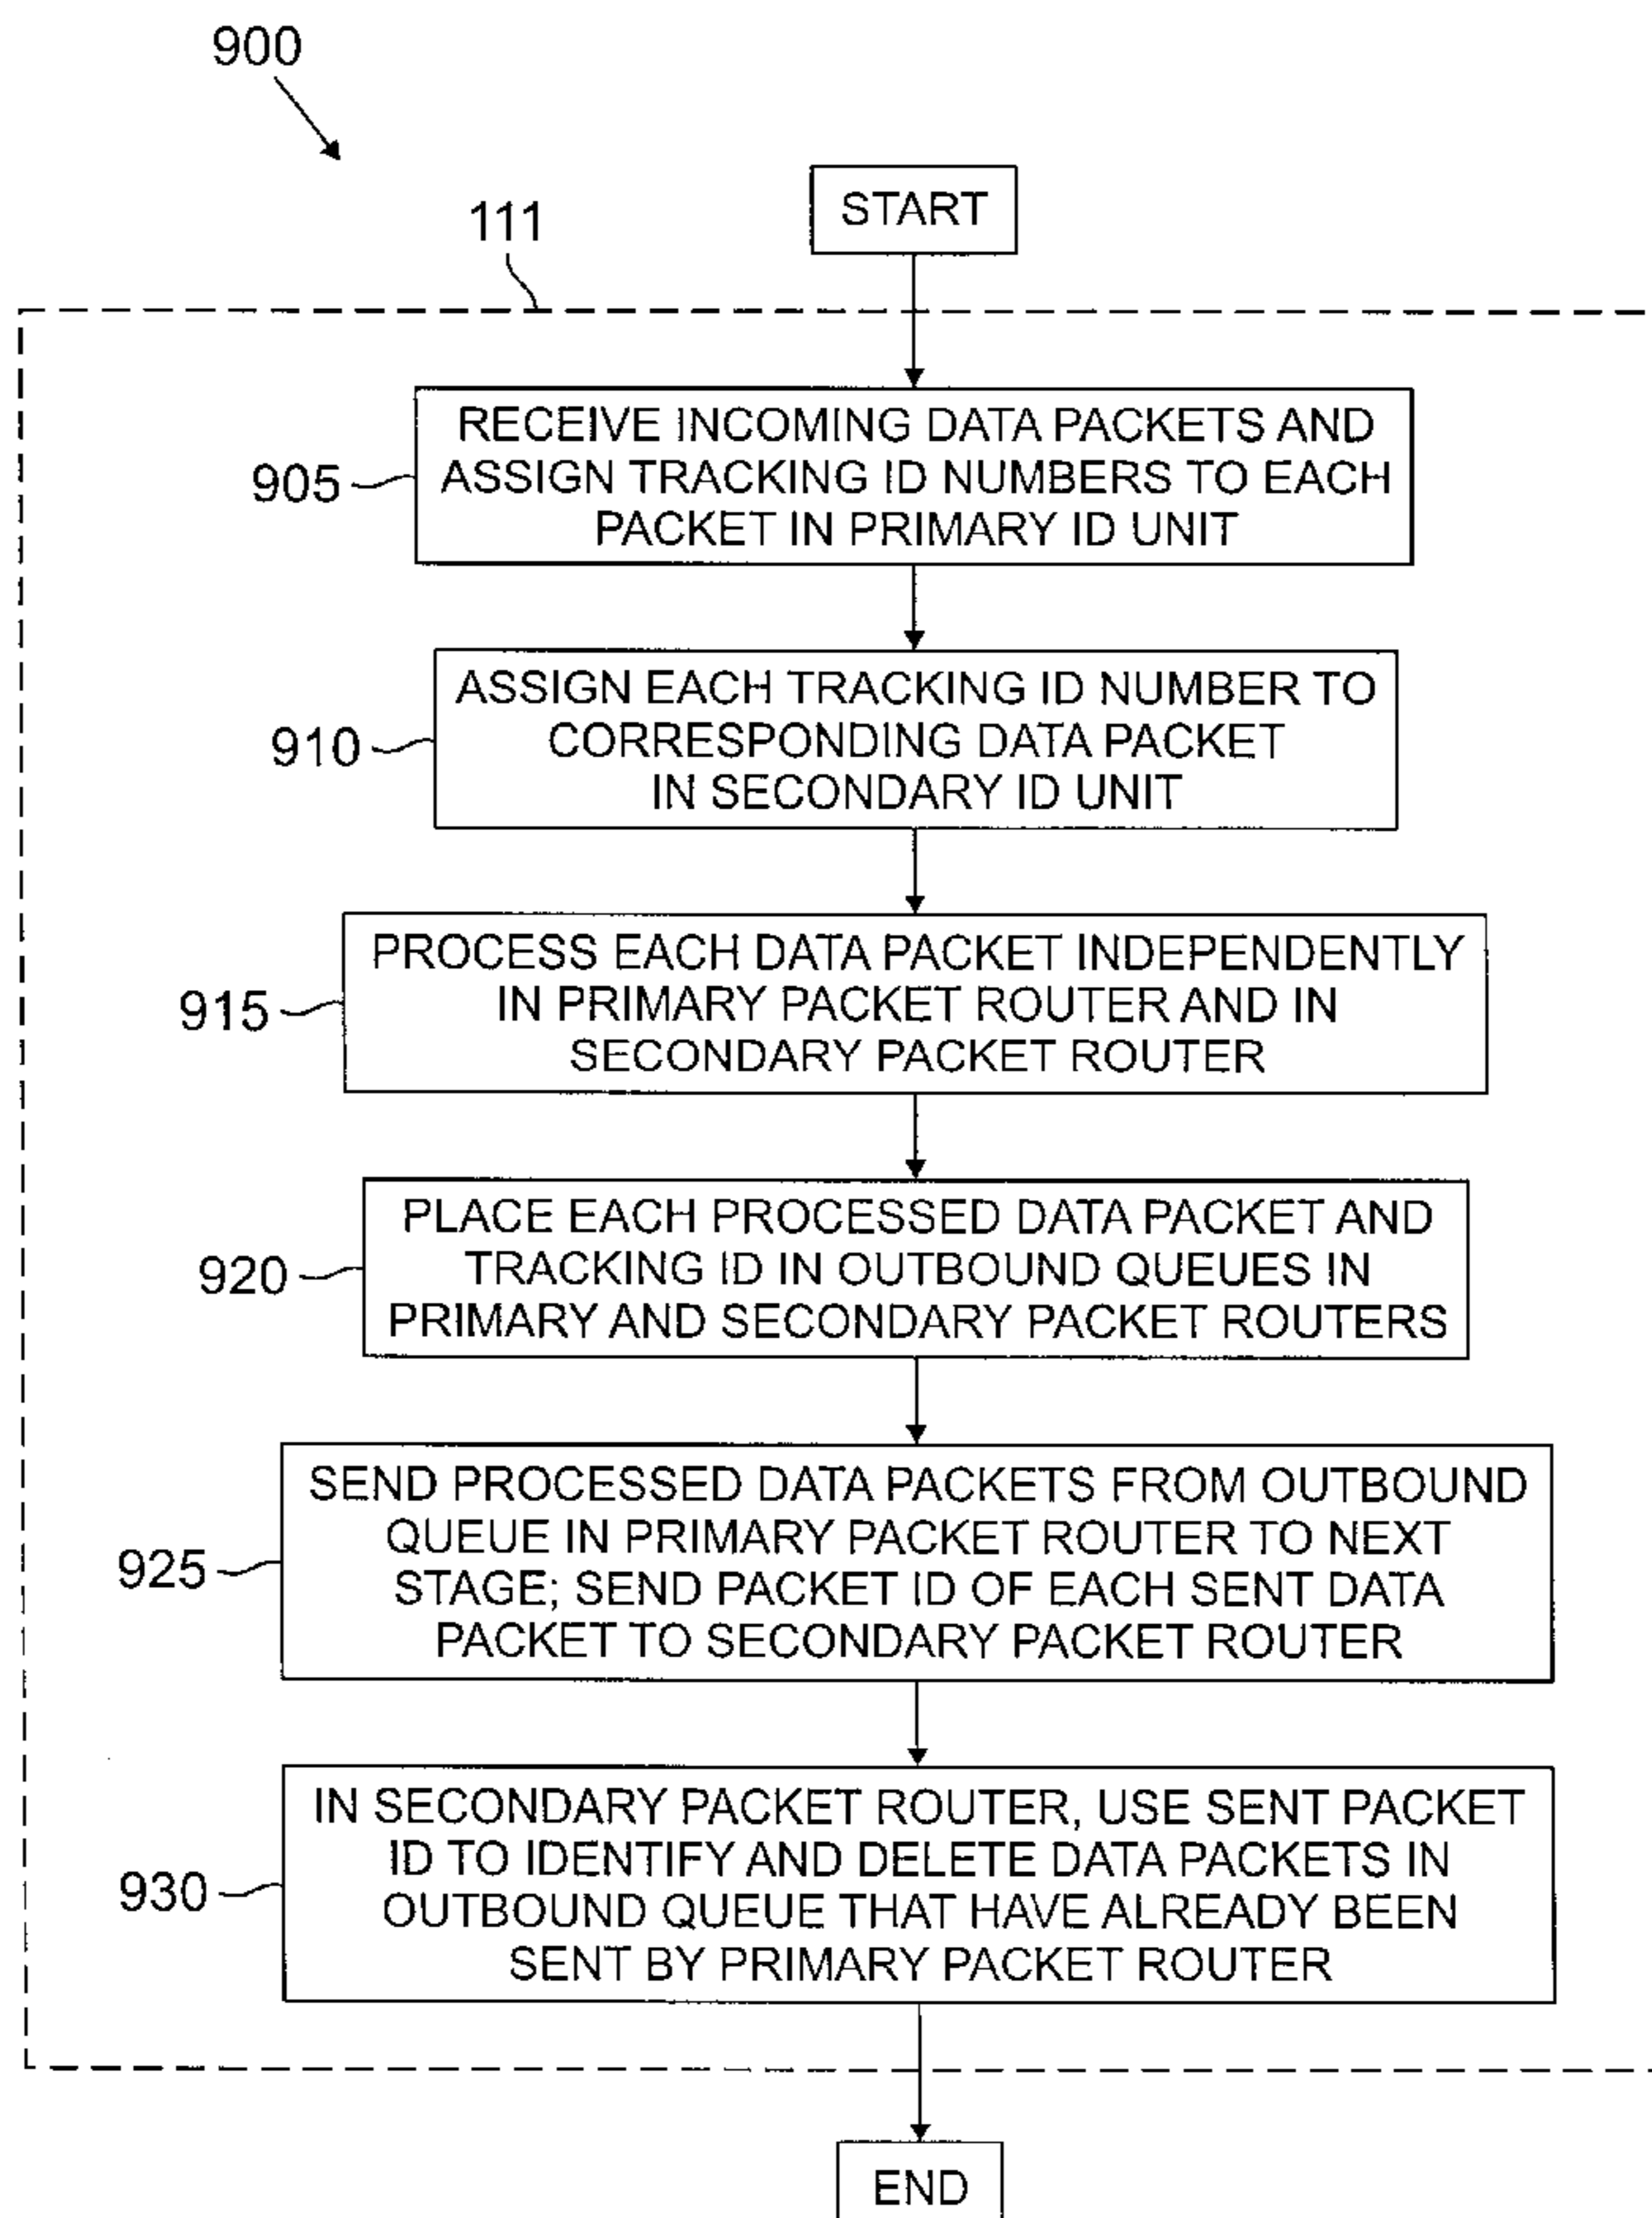 900
111
START
905
RECEIVE INCOMING DATA PACKETS AND
ASSIGN TRACKING ID NUMBERS TO EACH
PACKET IN PRIMARY ID UNIT
910
ASSIGN EACH TRACKING ID NUMBER TO
CORRESPONDING DATA PACKET
IN SECONDARY ID UNIT
915
PROCESS EACH DATA PACKET INDEPENDENTLY
IN PRIMARY PACKET ROUTER AND IN
SECONDARY PACKET ROUTER
920
PLACE EACH PROCESSED DATA PACKET AND
TRACKING ID IN OUTBOUND QUEUES IN
PRIMARY AND SECONDARY PACKET ROUTERS
925
SEND PROCESSED DATA PACKETS FROM OUTBOUND
QUEUE IN PRIMARY PACKET ROUTER TO NEXT
STAGE; SEND PACKET ID OF EACH SENT DATA
PACKET TO SECONDARY PACKET ROUTER
930
IN SECONDARY PACKET ROUTER, USE SENT PACKET
ID TO IDENTIFY AND DELETE DATA PACKETS IN
OUTBOUND QUEUE THAT HAVE ALREADY BEEN
SENT BY PRIMARY PACKET ROUTER
END